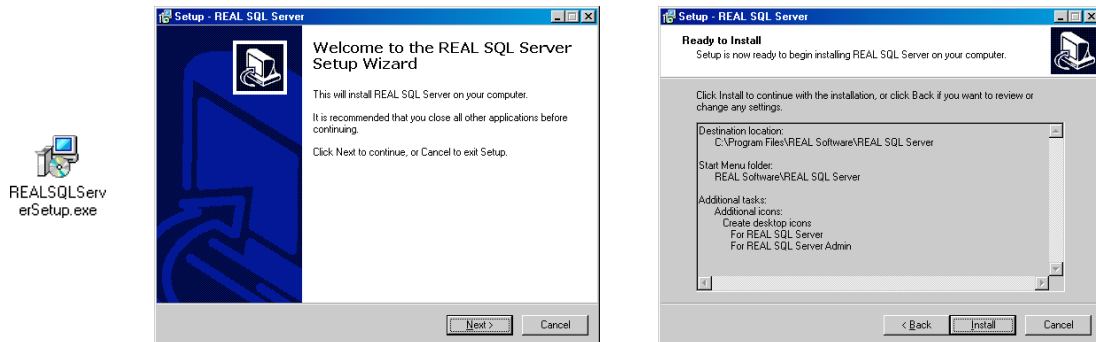 REALSQLServ
erSetup.exe
Setup - REAL SQL Server
Welcome to the REAL SQL Server
Setup Wizard
This will install REAL SQL Server on your computer.
It is recommended that you close all other applications before
continuing.
Click Next to continue, or Cancel to exit Setup.
Next >
Cancel
Setup - REAL SQL Server
Ready to Install
Setup is now ready to begin installing REAL SQL Server on your computer.
Click Install to continue with the installation, or click Back if you want to review or
change any settings.
Destination location:
C:\Program Files\REAL Software\REAL SQL Server
Start Menu folder:
REAL Software\REAL SQL Server
Additional tasks:
Additional icons:
Create desktop icons
For REAL SQL Server
For REAL SQL Server Admin
< Back
Install
Cancel